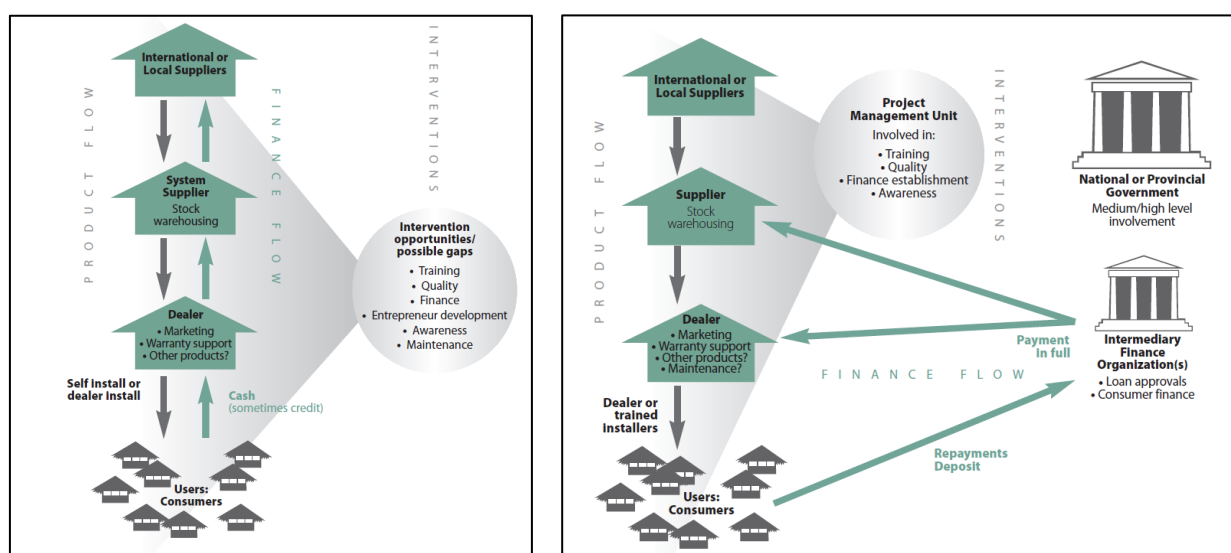 International or
Local Suppliers
PRODUCT FLOW
FINANCE FLOW
INTERVENTIONS
System
Supplier
Stock
warehousing
Intervention
opportunities/
possible gaps
• Training
• Quality
• Finance
• Entrepreneur development
• Awareness
• Maintenance
Dealer
• Marketing
• Warranty support
• Other products?
Self install or
dealer Install
Cash
(sometimes credit)
Users:
Consumers
International or
Local Suppliers
PRODUCT FLOW
Project
Management Unit
Involved in:
• Training
• Quality
• Finance establishment
• Awareness
INTERVENTIONS
National or Provincial
Government
Medium/high level
involvement
Supplier
Stock
warehousing
Dealer
• Marketing
• Warranty support
• Other products?
• Maintenance?
Payment
In full
FINANCE FLOW
Intermediary
Finance
Organization(s)
• Loan approvals
• Consumer finance
Dealer or
trained
Installers
Repayments
Deposit
Users:
Consumers